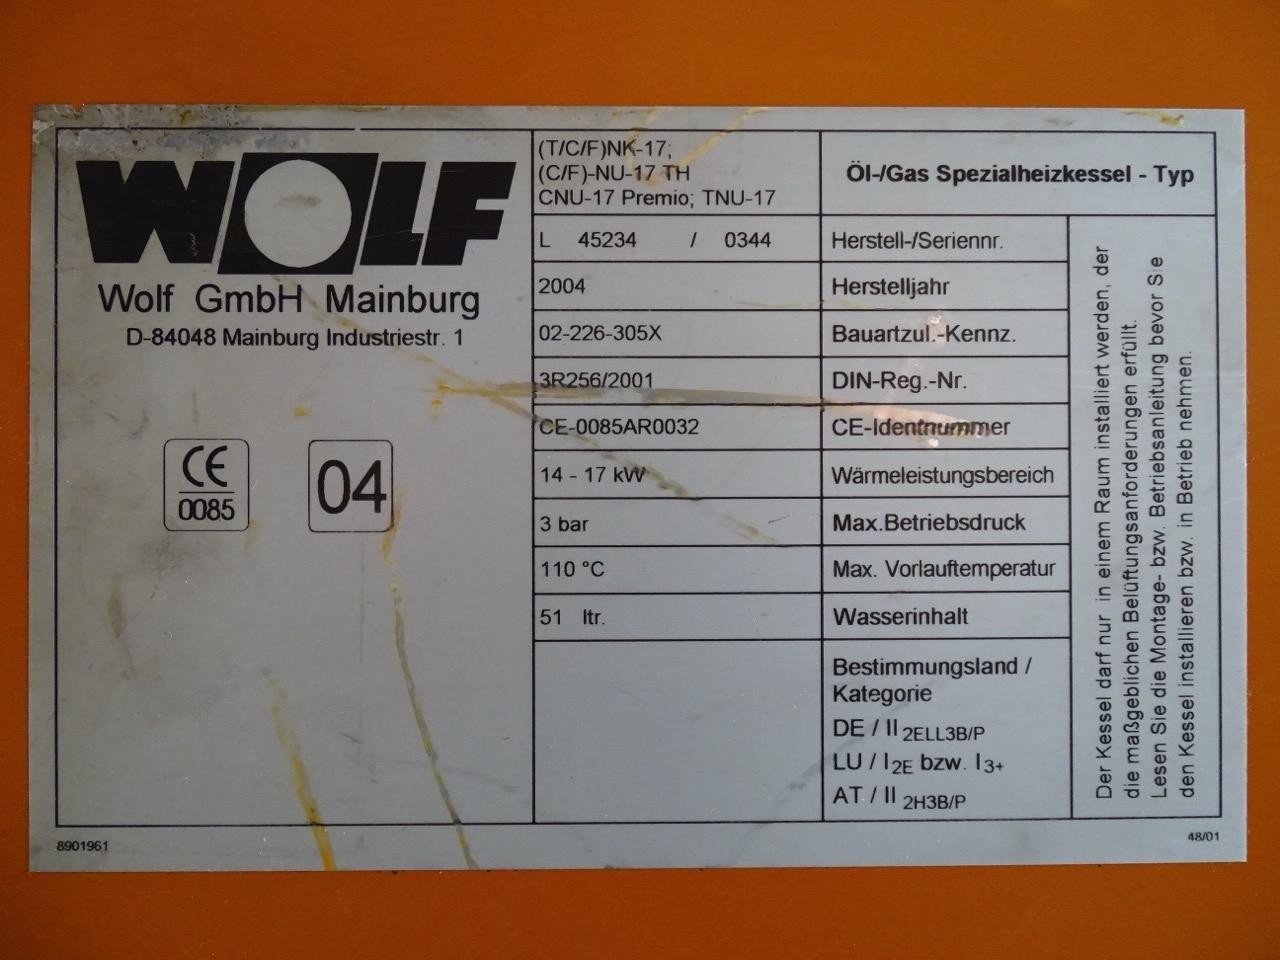 WOLF
Wolf GmbH Mainburg
D-84048 Mainburg Industriestr. 1
CE
0085
04
(T/C/F)NK-17;
(C/F)-NU-17 TH
CNU-17 Premio; TNU-17
Öl-/Gas Spezialheizkessel - Typ
L 45234 / 0344 Herstell-/Seriennr.
2004 Herstelljahr
02-226-305X Bauartzul.-Kennz.
3R256/2001 DIN-Reg.-Nr.
CE-0085AR0032 CE-Identnummer
14 - 17 kW Wärmeleistungsbereich
3 bar Max.Betriebsdruck
110 °C Max. Vorlauftemperatur
51 ltr. Wasserinhalt
Bestimmungsland /
Kategorie
DE / II 2ELL3B/P
LU / I2E bzw. I3+
AT / II 2H3B/P
Der Kessel darf nur in einem Raum installiert werden, der
die maßgeblichen Belüftungsanforderungen erfüllt.
Lesen Sie die Montage- bzw. Betriebsanleitung bevor Sie
den Kessel installieren bzw. in Betrieb nehmen.
8901961
48/01